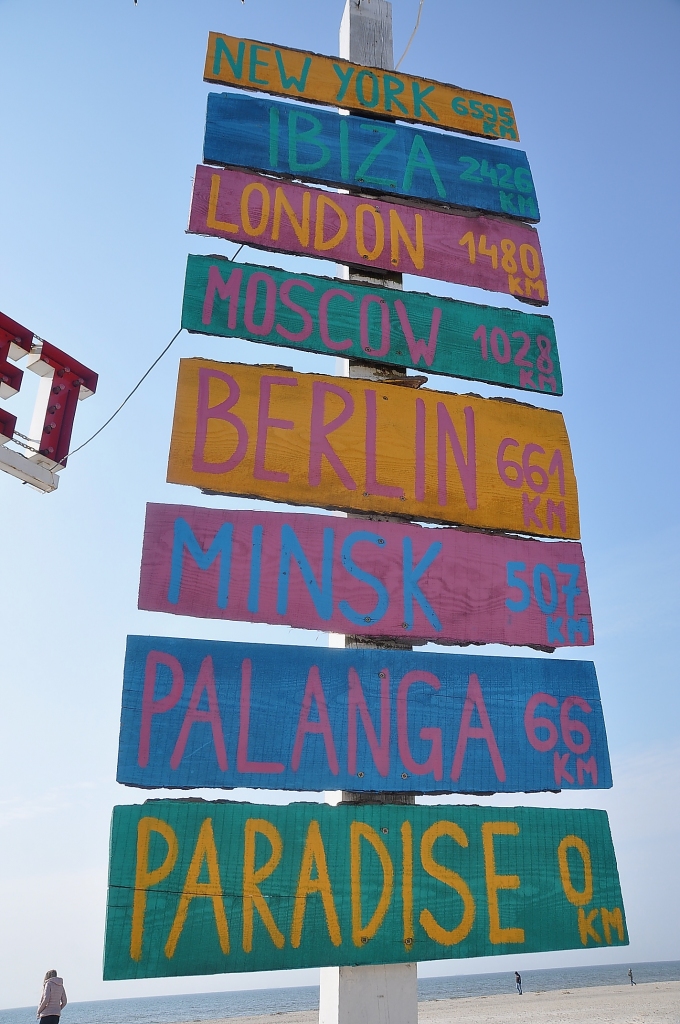 NEW YORK 6595 KM
IBIZA 2426 KM
LONDON 1480 KM
MOSCOW 1028 KM
BERLIN 661 KM
MINSK 507 KM
PALANGA 66 KM
PARADISE 0 KM